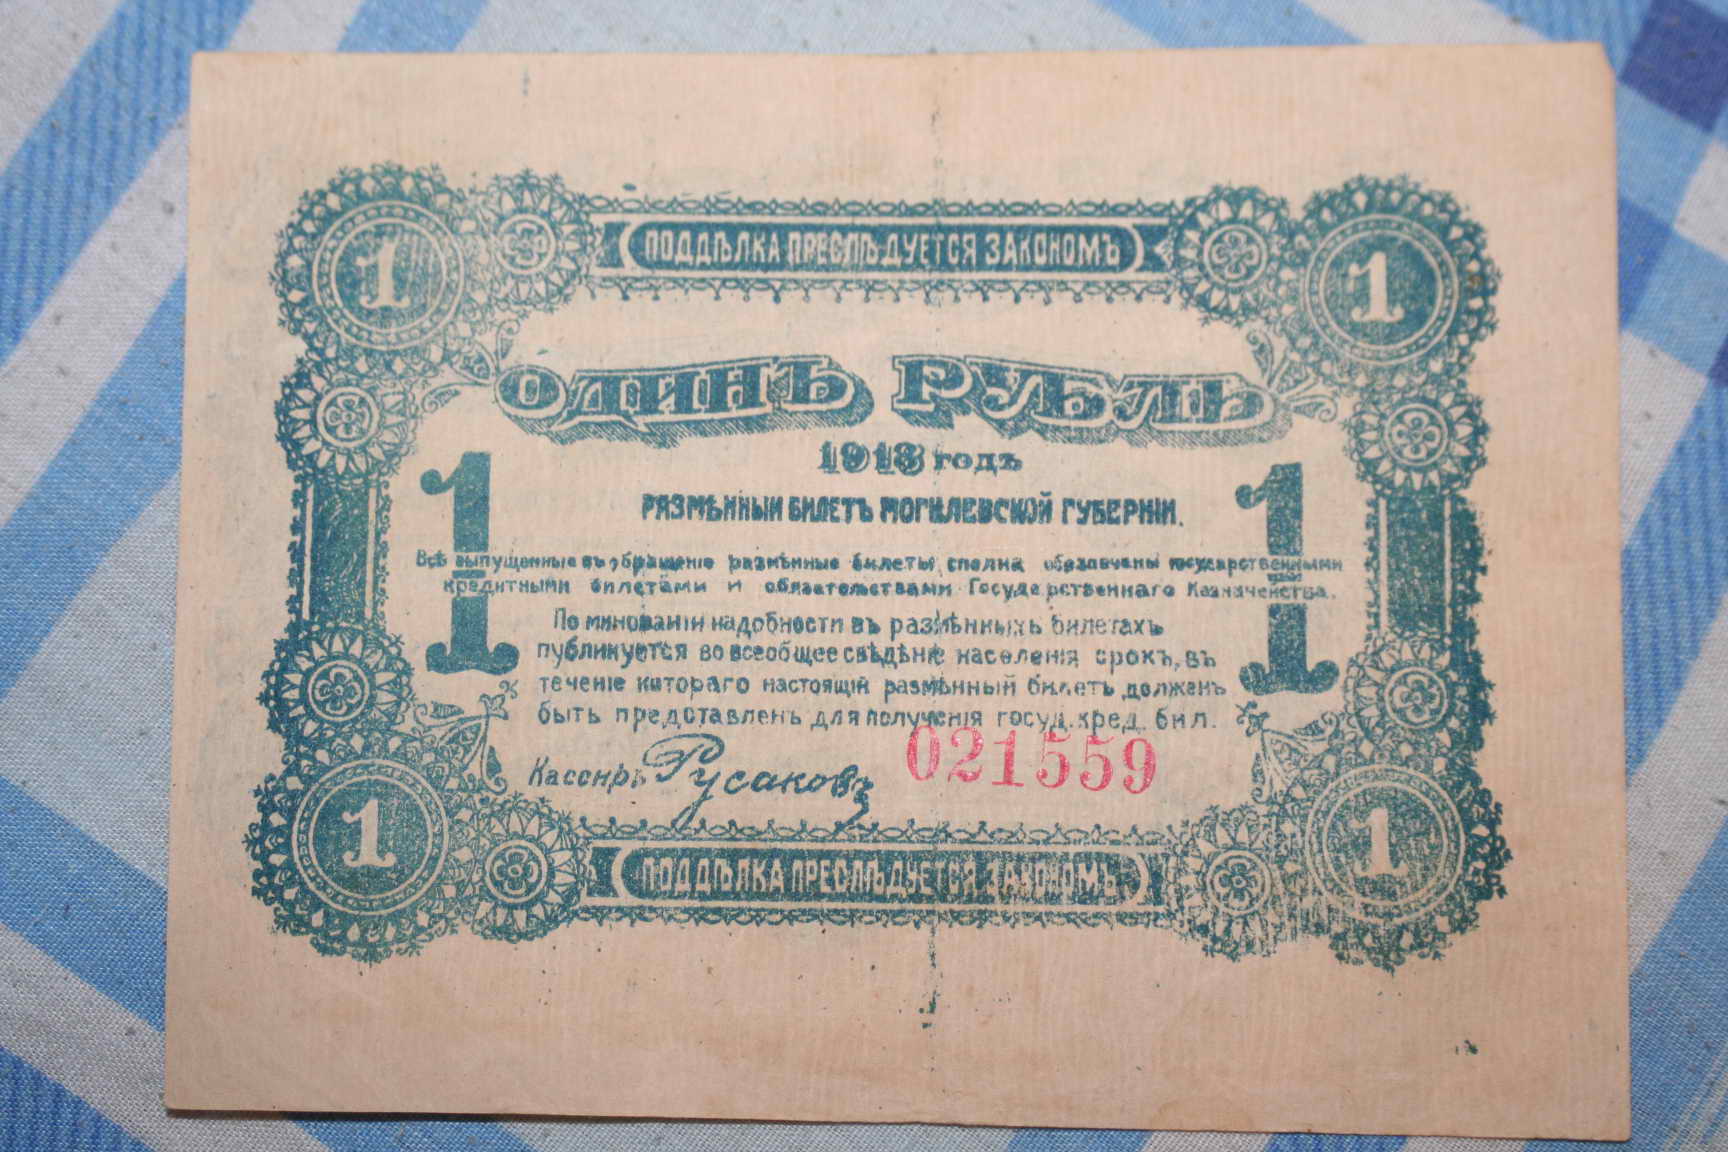 1 ПОДДѢЛКА ПРЕСЛѢДУЕТСЯ ЗАКОНОМЪ 1
ОДИНЪ РУБЛЬ
1918 годъ
РАЗМѢННЫЙ БИЛЕТЪ МОГИЛЕВСКОЙ ГУБЕРНІИ.
1 1
Всѣ выпущенные въ обращеніе размѣнные билеты сполна обезпечены государственными
кредитными билетами и обязательствами Государственнаго Казначейства.
По минованіи надобности въ размѣнныхъ билетахъ
публикуется во всеобщее свѣдѣніе населенія срокъ, въ
теченіе котораго настоящій размѣнный билетъ долженъ
быть представленъ для полученія госуд. кред. бил.
Кассиръ Русаковъ 021559
1 ПОДДѢЛКА ПРЕСЛѢДУЕТСЯ ЗАКОНОМЪ 1